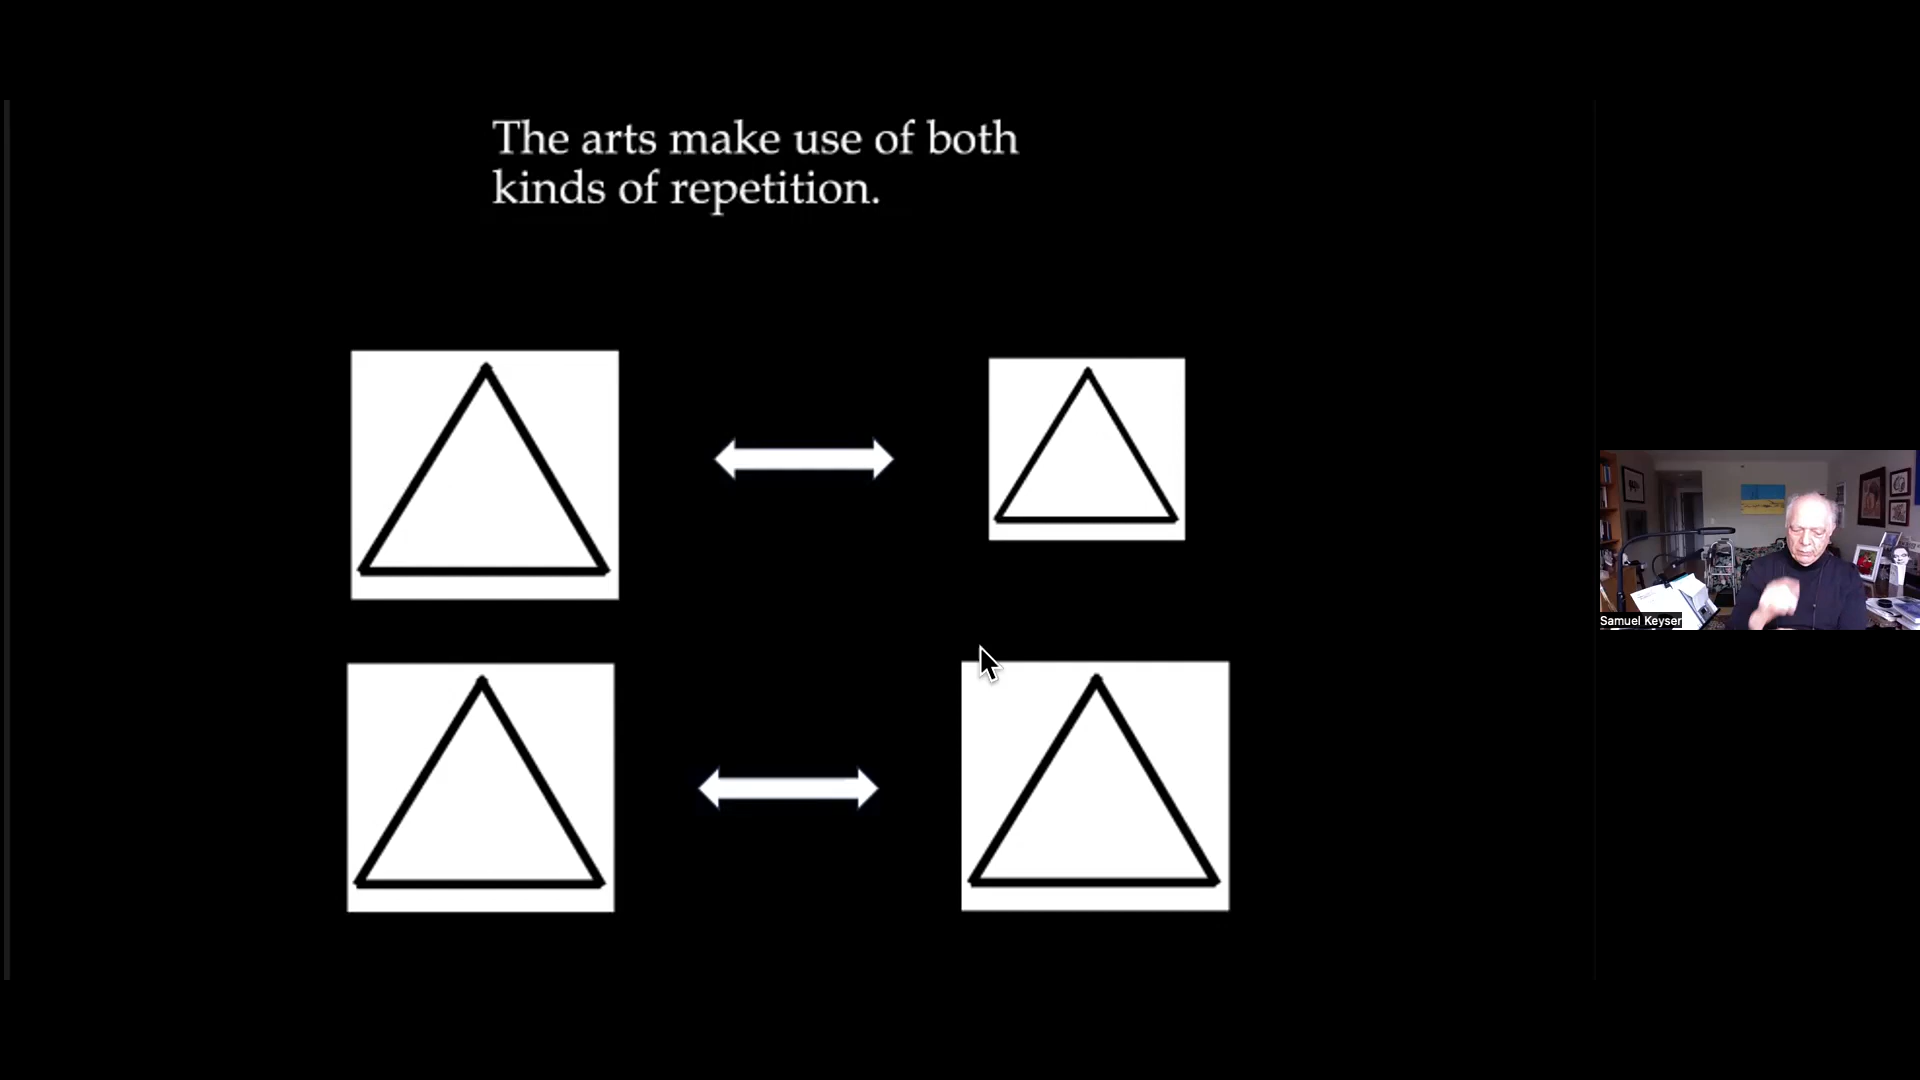 The arts make use of both
kinds of repetition.
Samuel Keyser